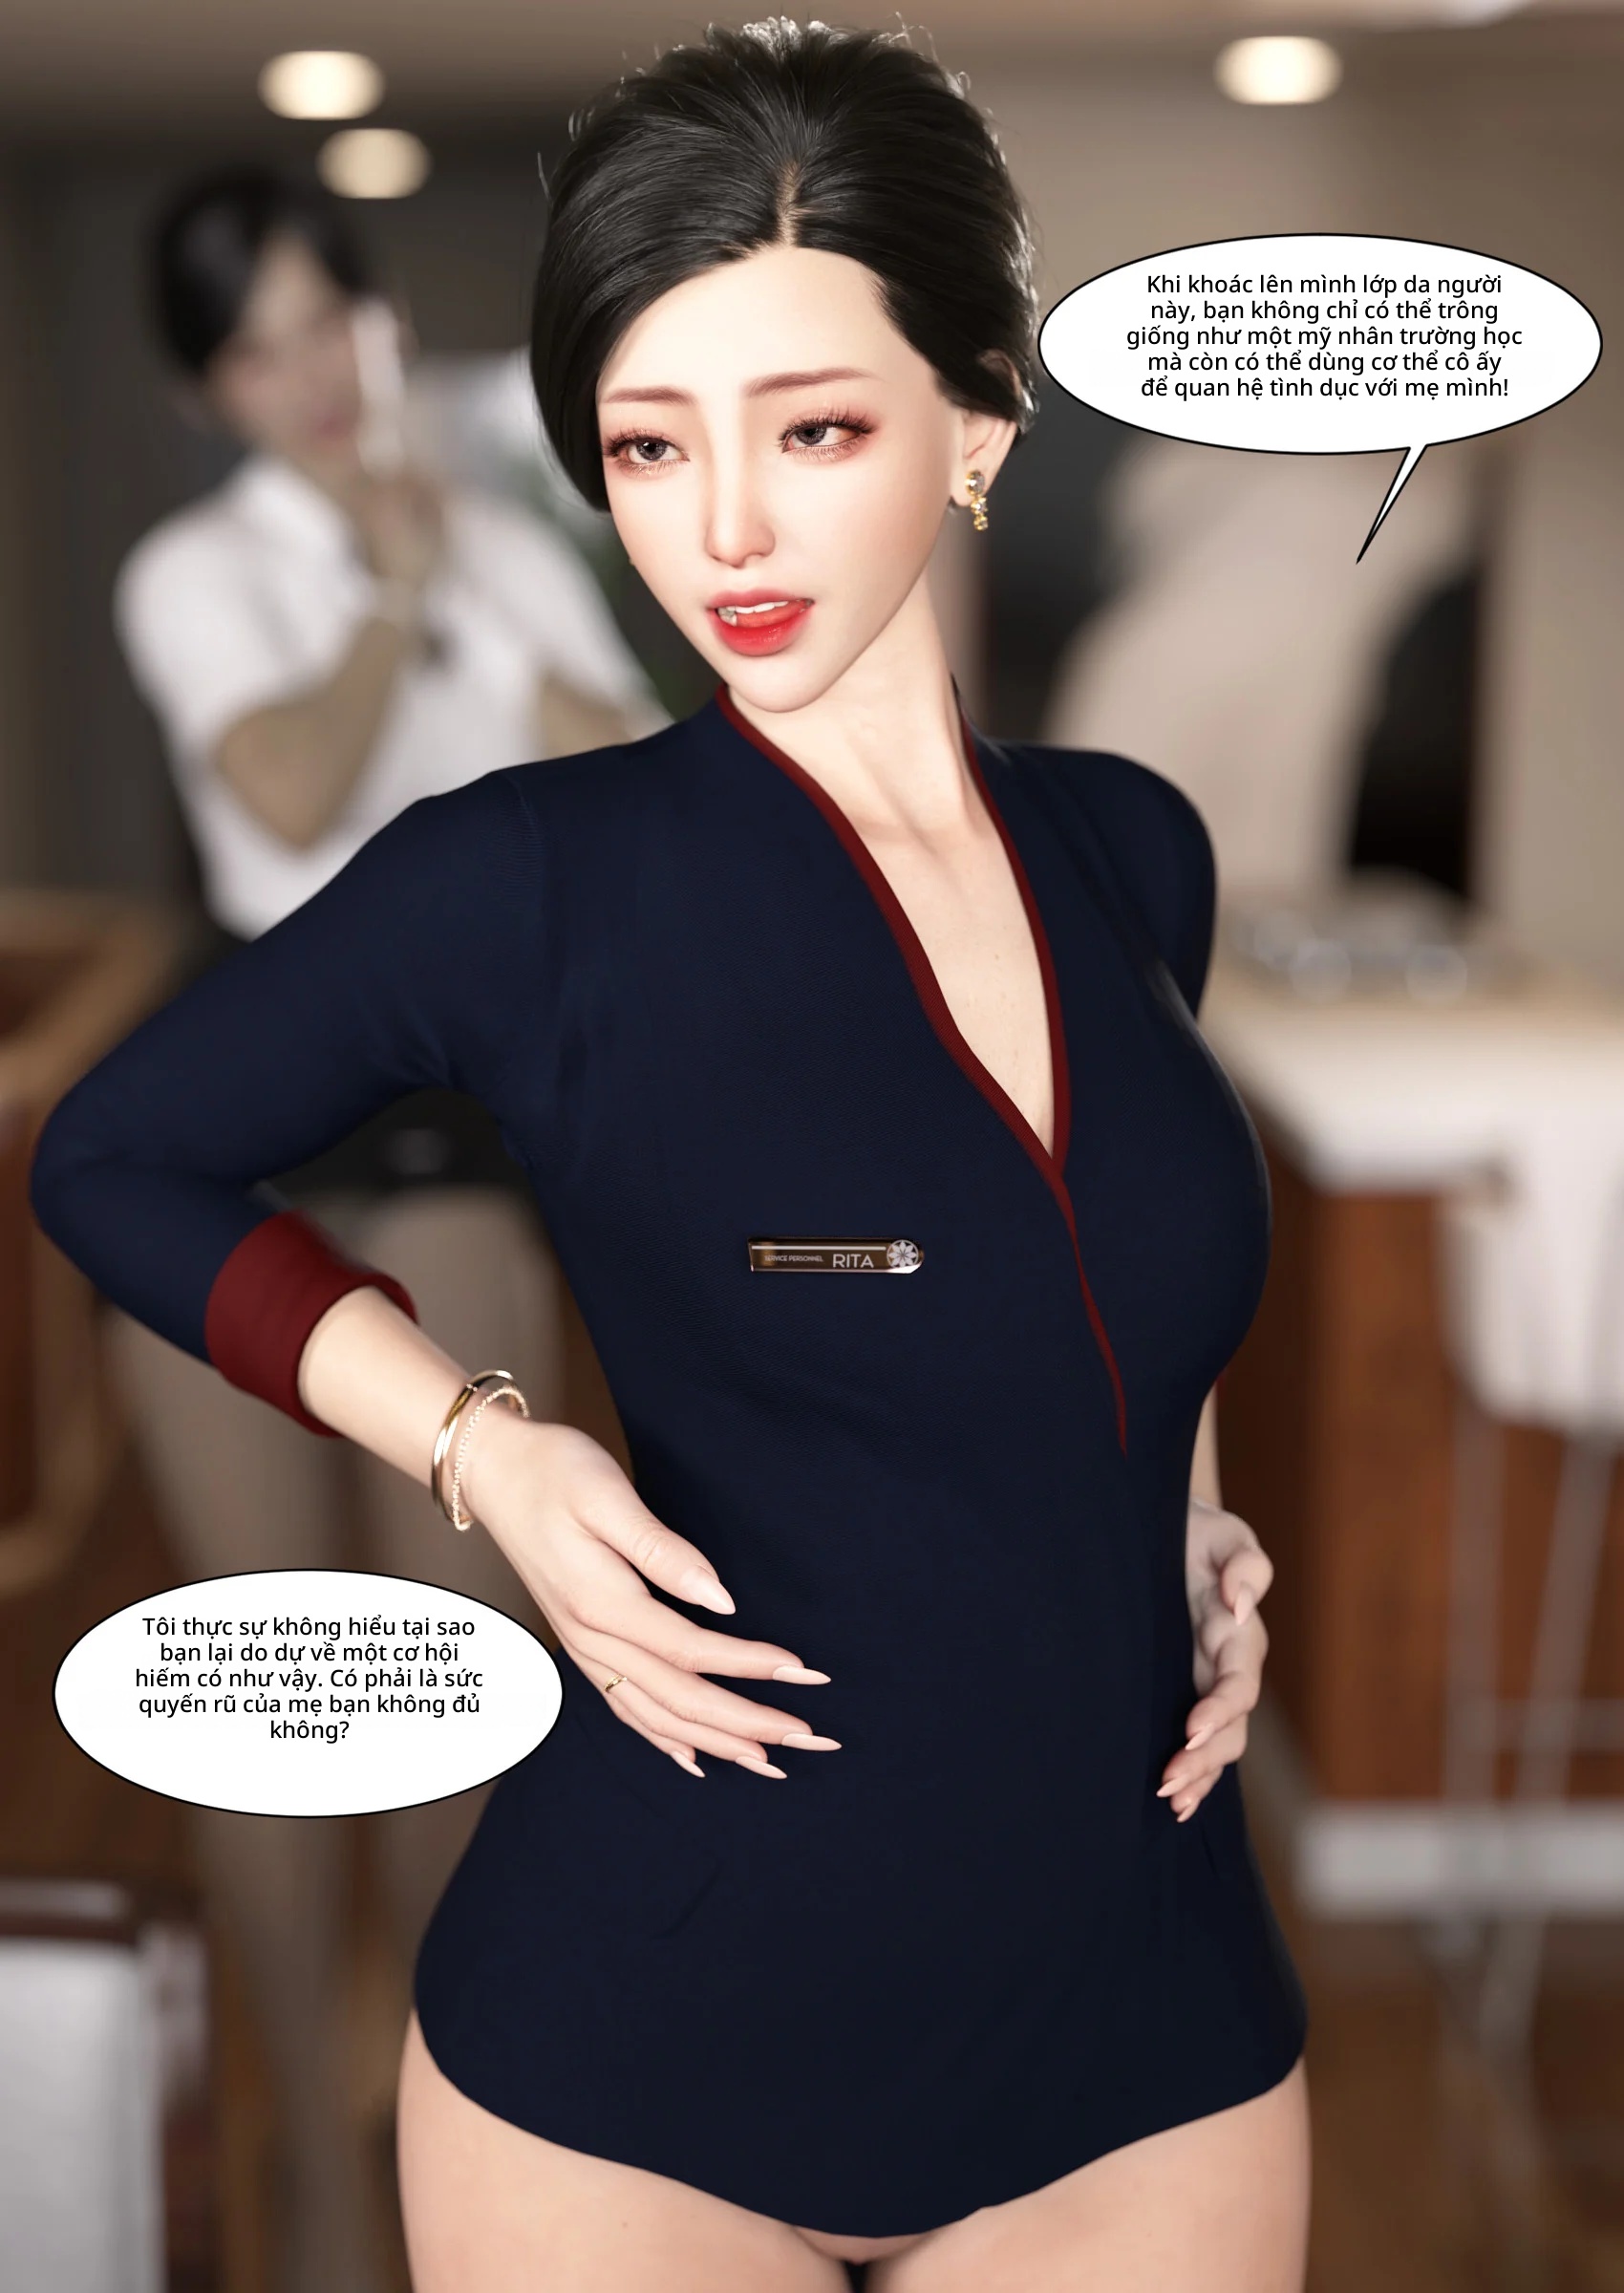 Khi khoác lên mình lớp da người
này, bạn không chỉ có thể trông
giống như một mỹ nhân trường học
mà còn có thể dùng cơ thể cô ấy
để quan hệ tình dục với mẹ mình!
SERVICE PERSONNEL RITA
Tôi thực sự không hiểu tại sao
bạn lại do dự về một cơ hội
hiếm có như vậy. Có phải là sức
quyến rũ của mẹ bạn không đủ
không?